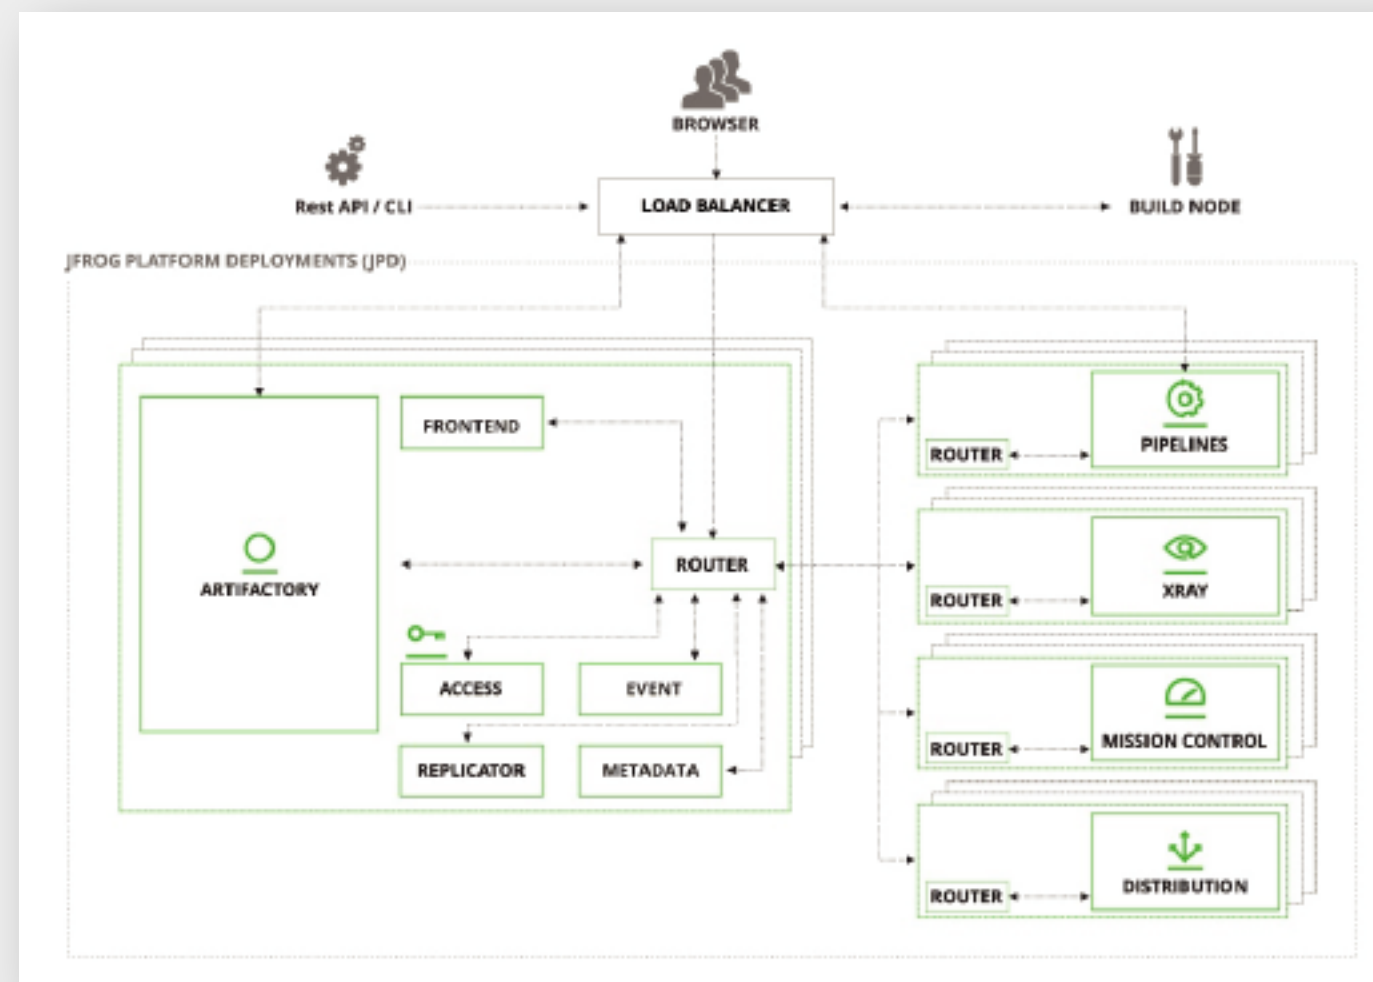 BROWSER
Rest API / CLI
LOAD BALANCER
BUILD NODE
JFROG PLATFORM DEPLOYMENTS (JPD)
FRONTEND
ARTIFACTORY
ROUTER
ACCESS
EVENT
REPLICATOR
METADATA
PIPELINES
ROUTER
XRAY
ROUTER
MISSION CONTROL
ROUTER
DISTRIBUTION
ROUTER